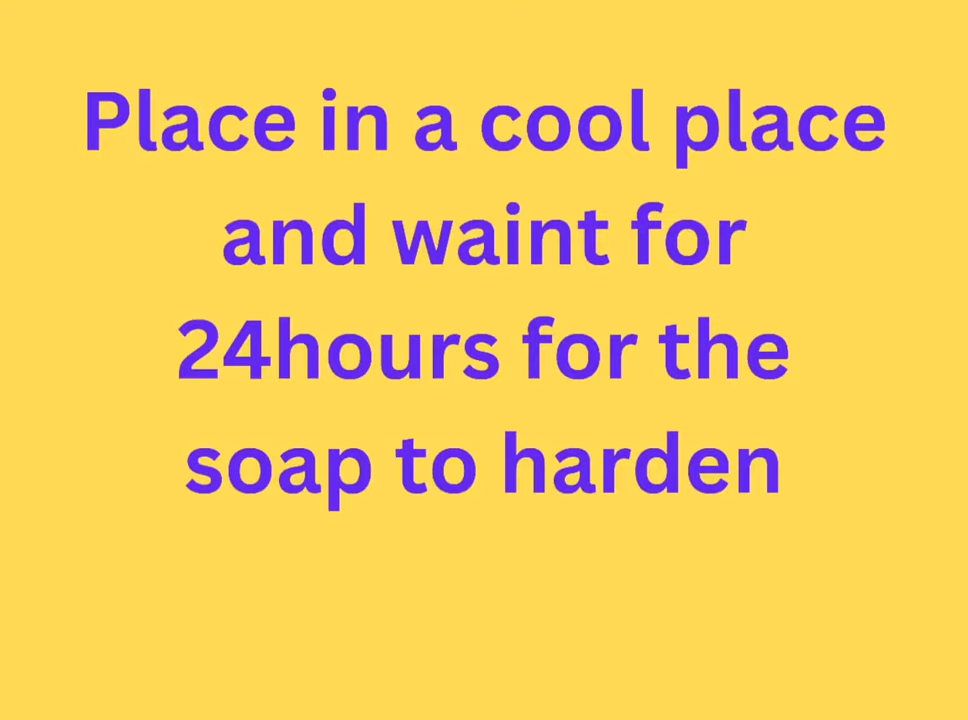 Place in a cool place
and waint for
24hours for the
soap to harden